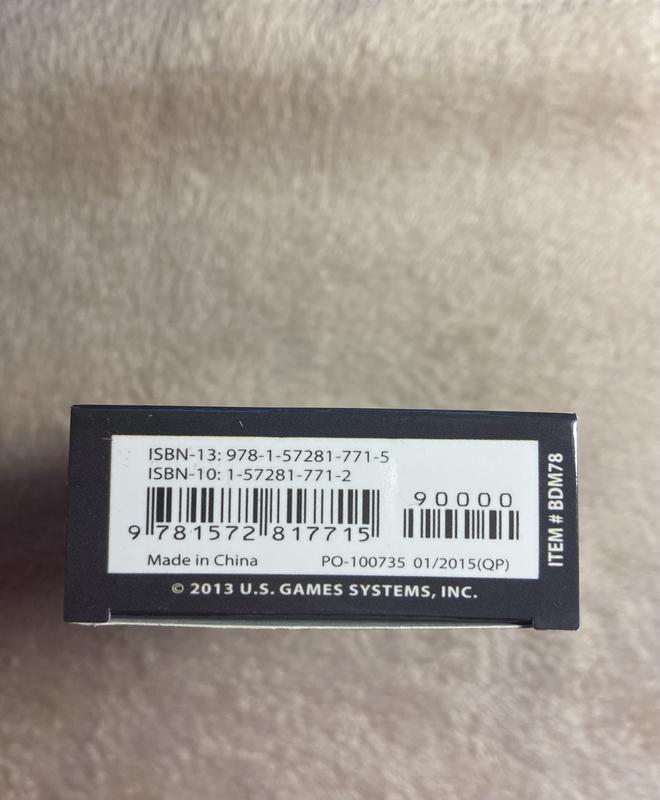 ISBN-13: 978-1-57281-771-5
ISBN-10: 1-57281-771-2
90000
9 781572 817715
Made in China PO-100735 01/2015(QP)
© 2013 U.S. GAMES SYSTEMS, INC.
ITEM # BDM78